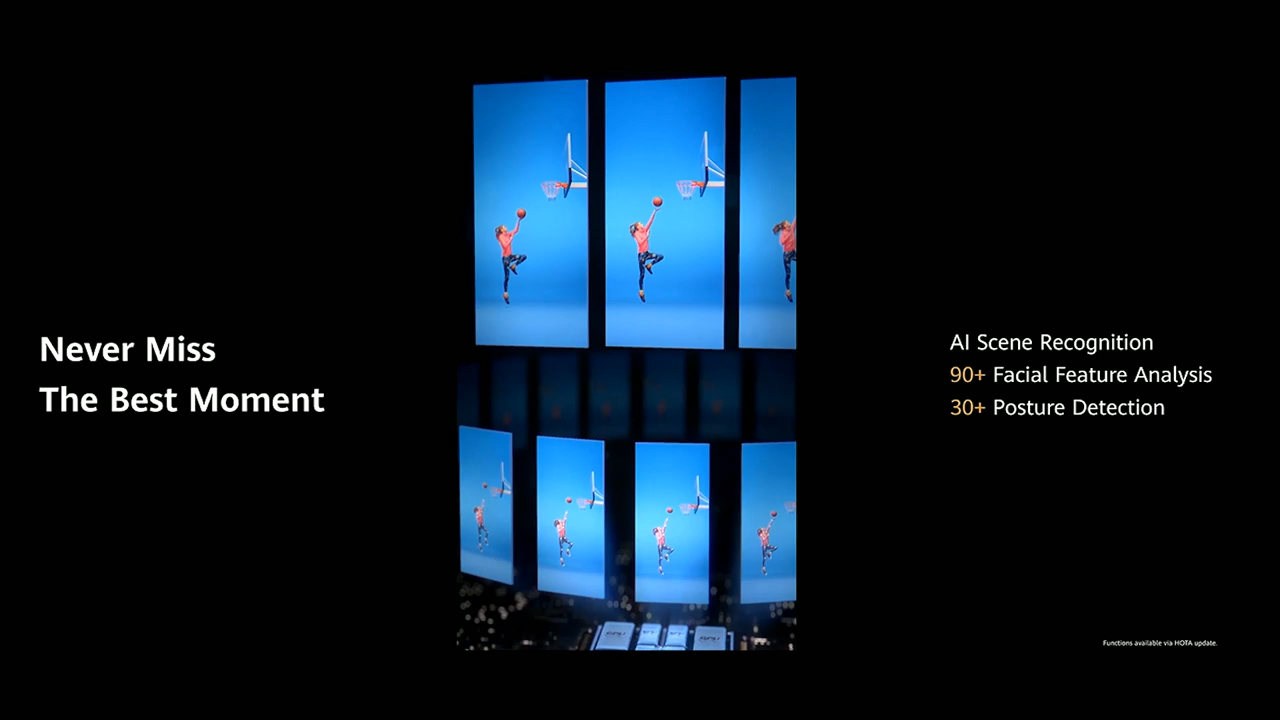 Never Miss
The Best Moment
AI Scene Recognition
90+ Facial Feature Analysis
30+ Posture Detection
Functions available via HOTA update.